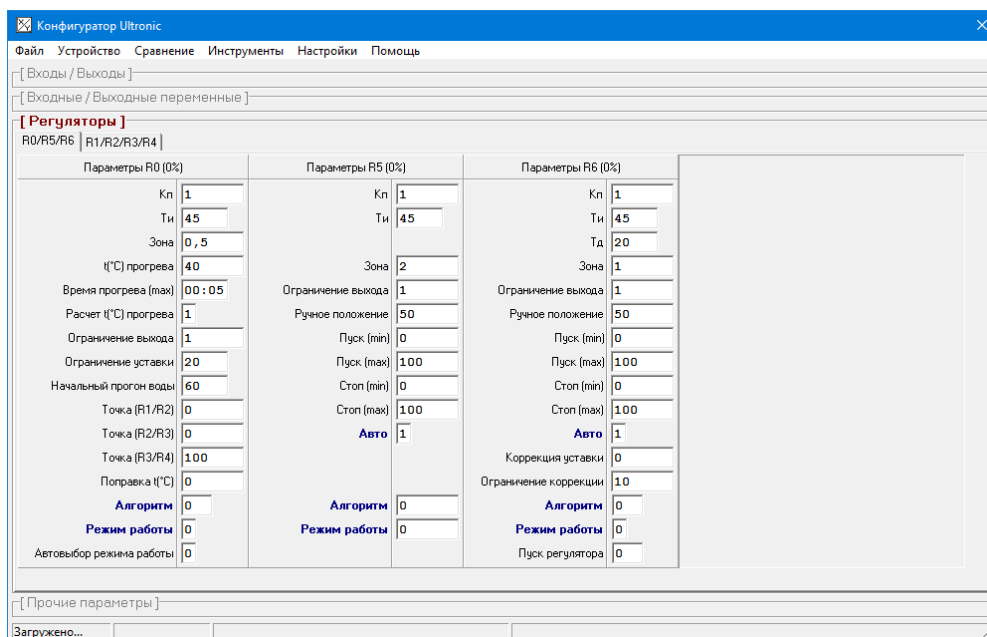 Конфигуратор Ultronic
Файл Устройство Сравнение Инструменты Настройки Помощь
[ Входы / Выходы ]
[ Входные / Выходные переменные ]
[ Регуляторы ]
R0/R5/R6 R1/R2/R3/R4
Параметры R0 (0%) Параметры R5 (0%) Параметры R6 (0%)
Кп 1 Кп 1 Кп 1
Ти 45 Ти 45 Ти 45
Зона 0,5 Тд 20
t(°C) прогрева 40 Зона 2 Зона 1
Время прогрева (max) 00:05 Ограничение выхода 1 Ограничение выхода 1
Расчет t(°C) прогрева 1 Ручное положение 50 Ручное положение 50
Ограничение выхода 1 Пуск (min) 0 Пуск (min) 0
Ограничение уставки 20 Пуск (max) 100 Пуск (max) 100
Начальный прогон воды 60 Стоп (min) 0 Стоп (min) 0
Точка (R1/R2) 0 Стоп (max) 100 Стоп (max) 100
Точка (R2/R3) 0 Авто 1 Авто 1
Точка (R3/R4) 100 Коррекция уставки 0
Поправка t(°C) 0 Ограничение коррекции 10
Алгоритм 0 Алгоритм 0 Алгоритм 0
Режим работы 0 Режим работы 0 Режим работы 0
Автовыбор режима работы 0 Пуск регулятора 0
[ Прочие параметры ]
Загружено...